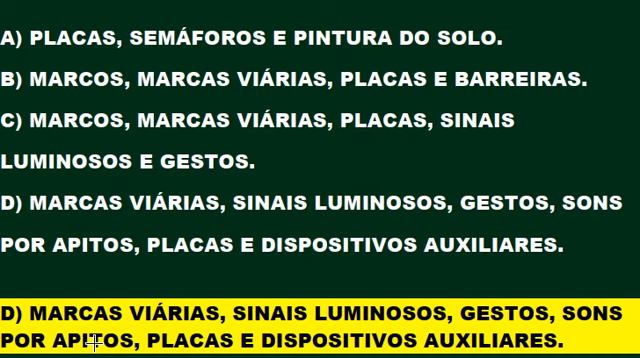 A) PLACAS, SEMÁFOROS E PINTURA DO SOLO.
B) MARCOS, MARCAS VIÁRIAS, PLACAS E BARREIRAS.
C) MARCOS, MARCAS VIÁRIAS, PLACAS, SINAIS
LUMINOSOS E GESTOS.
D) MARCAS VIÁRIAS, SINAIS LUMINOSOS, GESTOS, SONS
POR APITOS, PLACAS E DISPOSITIVOS AUXILIARES.
D) MARCAS VIÁRIAS, SINAIS LUMINOSOS, GESTOS, SONS
POR APITOS, PLACAS E DISPOSITIVOS AUXILIARES.